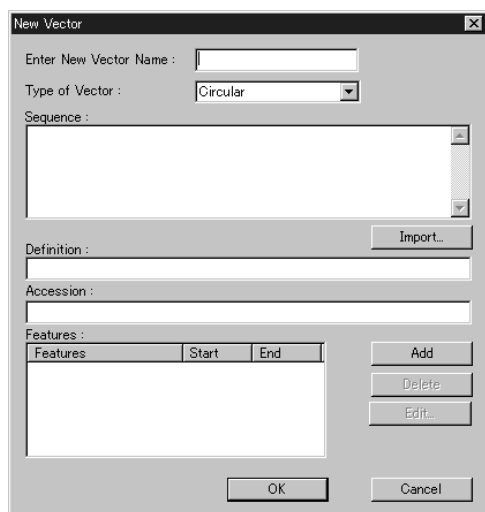 New Vector
Enter New Vector Name :
Type of Vector : Circular
Sequence :
Import...
Definition :
Accession :
Features :
Features Start End
Add
Delete
Edit...
OK Cancel